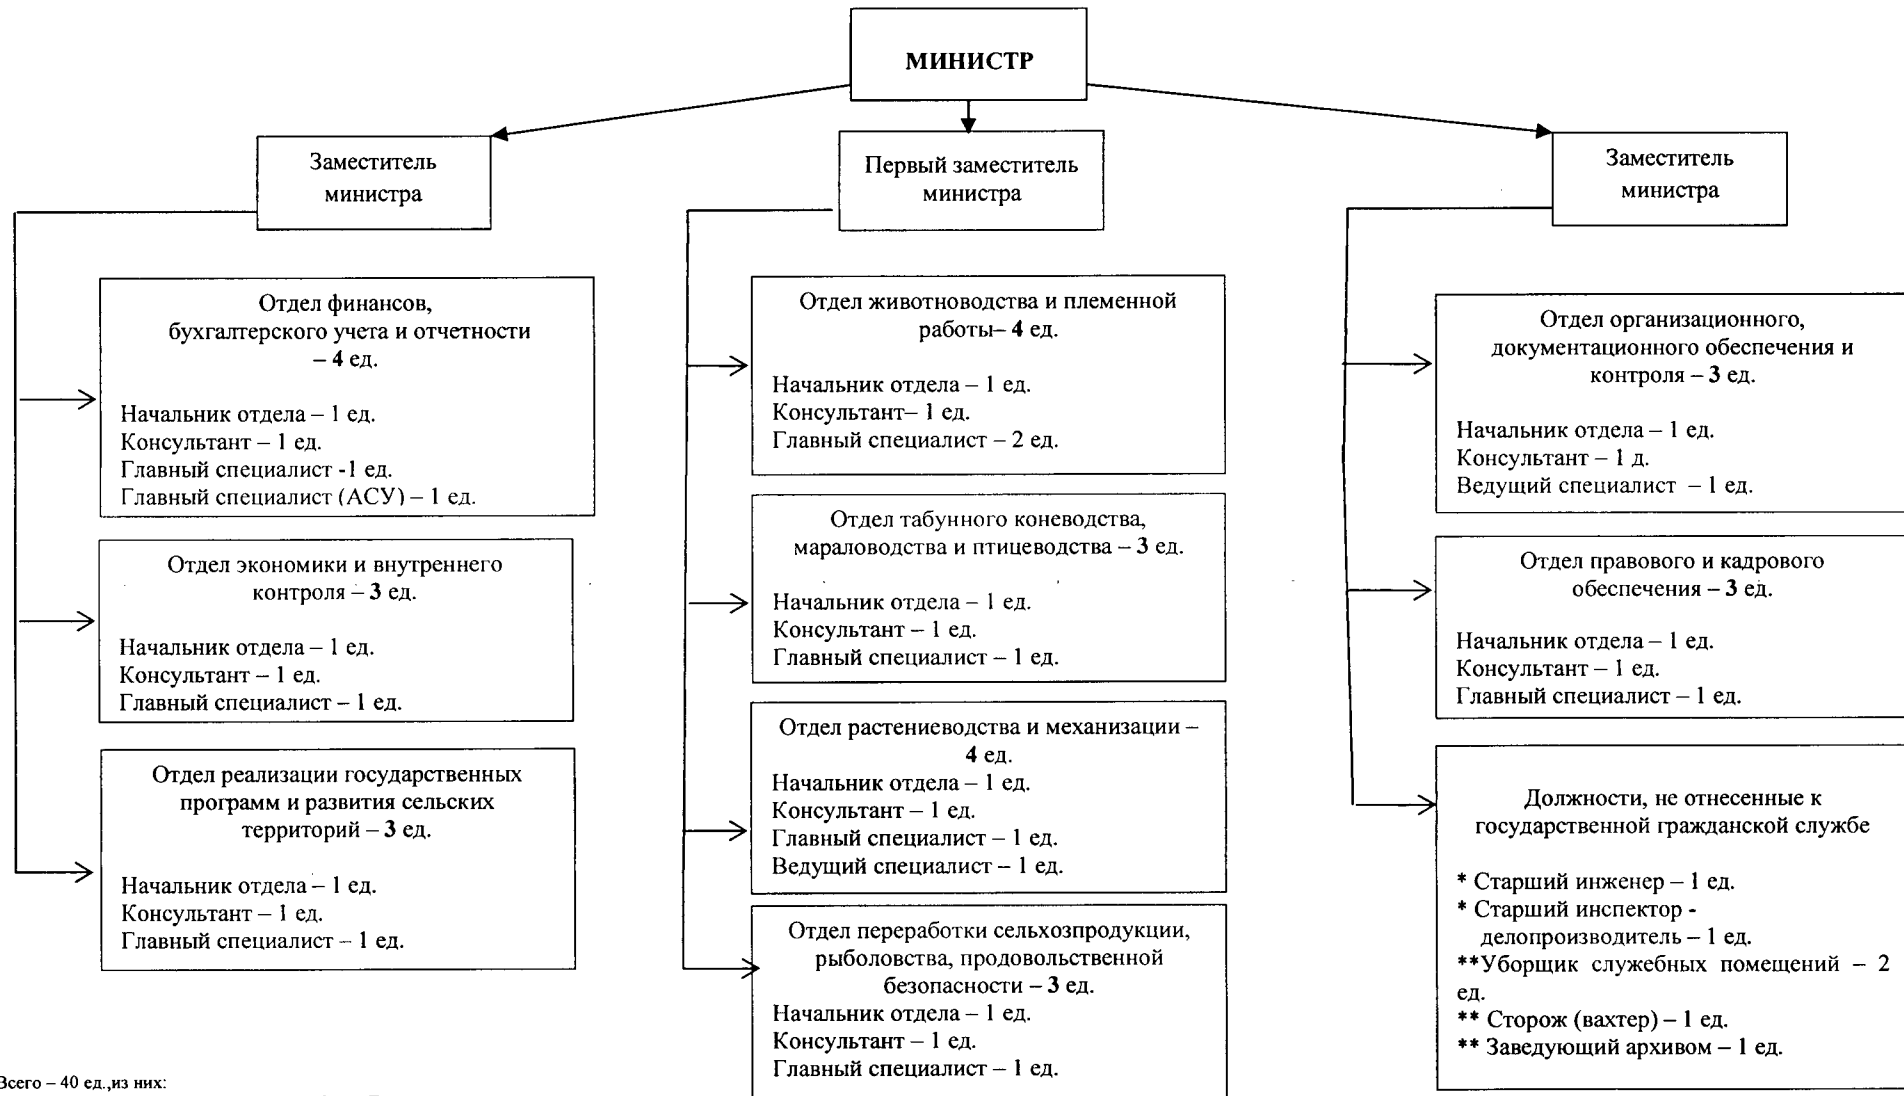 МИНИСТР
Заместитель
министра
Отдел финансов,
бухгалтерского учета и отчетности
– 4 ед.
Начальник отдела – 1 ед.
Консультант – 1 ед.
Главный специалист -1 ед.
Главный специалист (АСУ) – 1 ед.
Отдел экономики и внутреннего
контроля – 3 ед.
Начальник отдела – 1 ед.
Консультант – 1 ед.
Главный специалист – 1 ед.
Отдел реализации государственных
программ и развития сельских
территорий – 3 ед.
Начальник отдела – 1 ед.
Консультант – 1 ед.
Главный специалист – 1 ед.
Первый заместитель
министра
Отдел животноводства и племенной
работы– 4 ед.
Начальник отдела – 1 ед.
Консультант– 1 ед.
Главный специалист – 2 ед.
Отдел табунного коневодства,
мараловодства и птицеводства – 3 ед.
Начальник отдела – 1 ед.
Консультант – 1 ед.
Главный специалист – 1 ед.
Отдел растениеводства и механизации –
4 ед.
Начальник отдела – 1 ед.
Консультант – 1 ед.
Главный специалист – 1 ед.
Ведущий специалист – 1 ед.
Отдел переработки сельхозпродукции,
рыболовства, продовольственной
безопасности – 3 ед.
Начальник отдела – 1 ед.
Консультант – 1 ед.
Главный специалист – 1 ед.
Заместитель
министра
Отдел организационного,
документационного обеспечения и
контроля – 3 ед.
Начальник отдела – 1 ед.
Консультант – 1 д.
Ведущий специалист – 1 ед.
Отдел правового и кадрового
обеспечения – 3 ед.
Начальник отдела – 1 ед.
Консультант – 1 ед.
Главный специалист – 1 ед.
Должности, не отнесенные к
государственной гражданской службе
* Старший инженер – 1 ед.
* Старший инспектор -
делопроизводитель – 1 ед.
**Уборщик служебных помещений – 2
ед.
** Сторож (вахтер) – 1 ед.
** Заведующий архивом – 1 ед.
Всего – 40 ед.,из них: